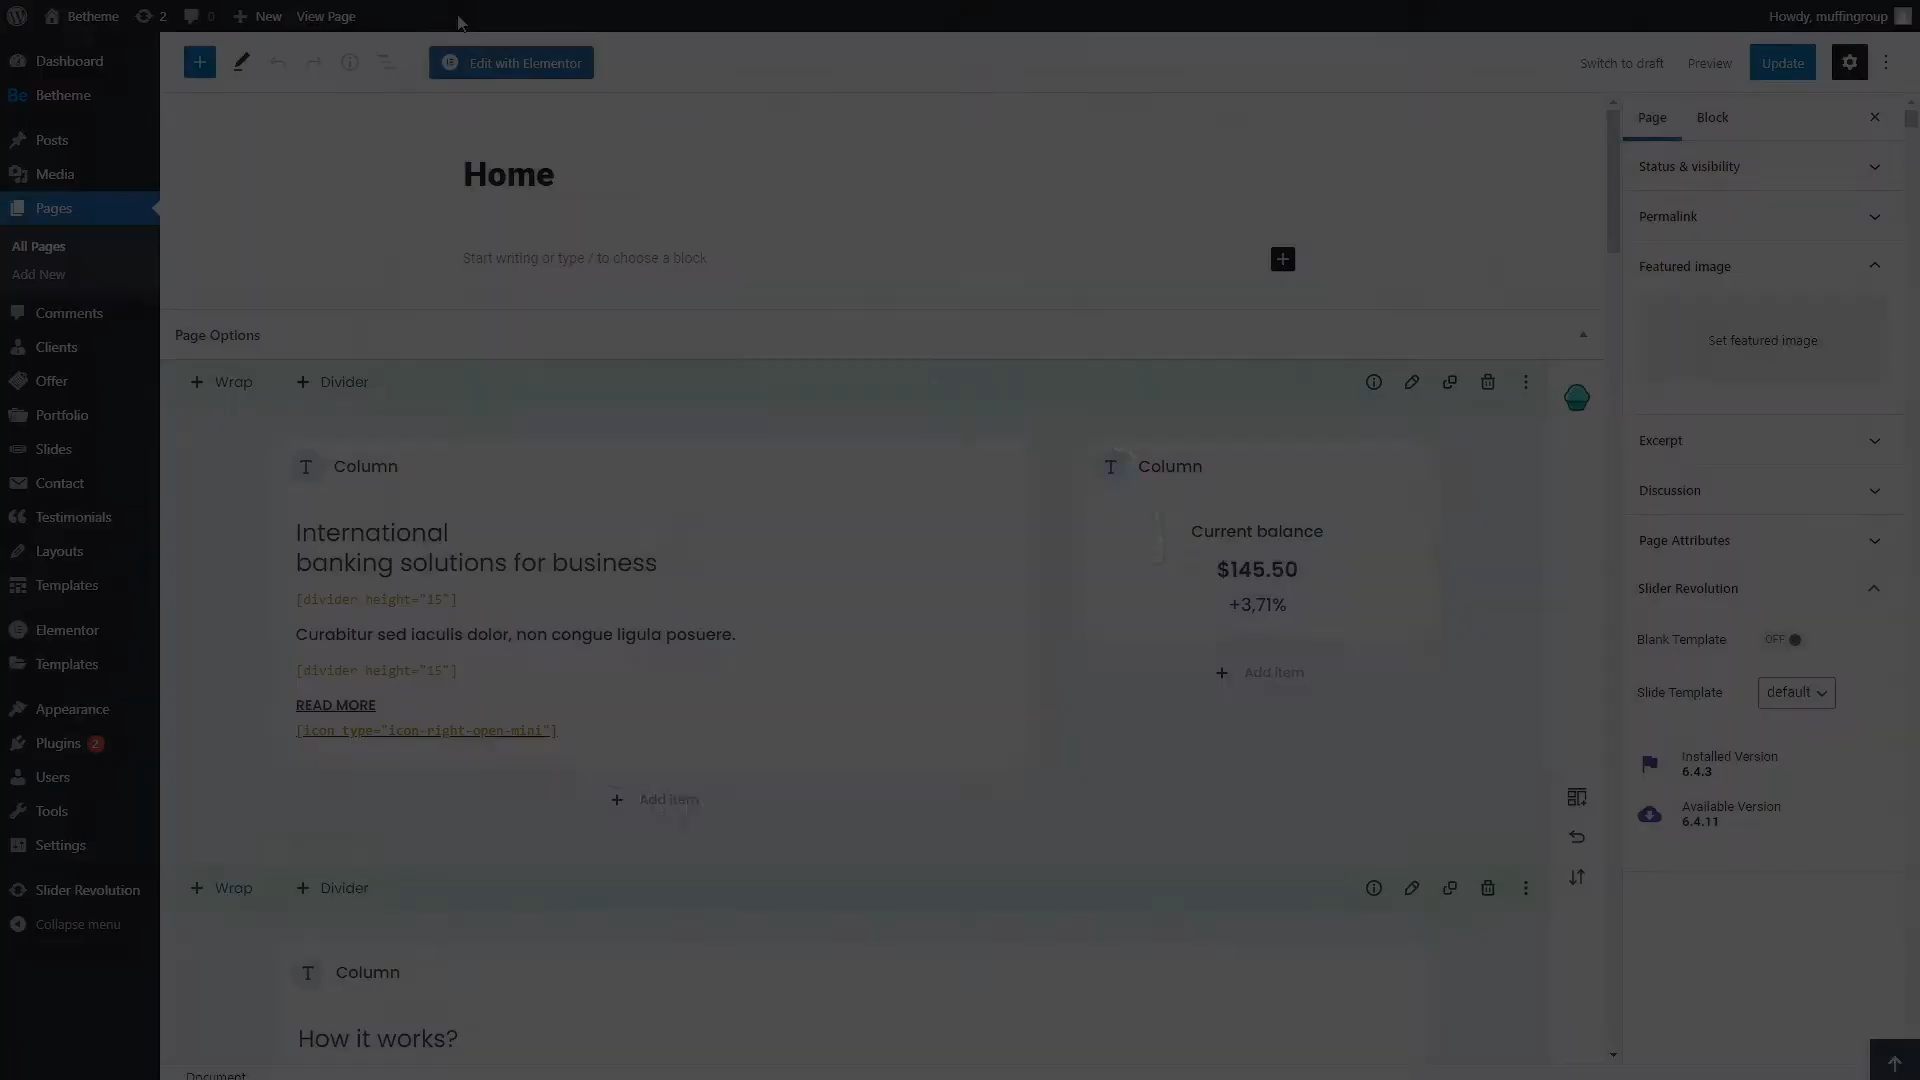 Betheme
2
0
New
View Page
Howdy, muffingroup
Dashboard
Be Betheme
Posts
Media
Pages
All Pages
Add New
Comments
Clients
Offer
Portfolio
Slides
Contact
Testimonials
Layouts
Templates
Elementor
Templates
Appearance
Plugins 2
Users
Tools
Settings
Slider Revolution
Collapse menu
Edit with Elementor
Switch to draft
Preview
Update
Home
Start writing or type / to choose a block
Page Options
Wrap
Divider
T Column
International
banking solutions for business
[divider height="15"]
Curabitur sed iaculis dolor, non congue ligula posuere.
[divider height="15"]
READ MORE
[icon type="icon-right-open-mini"]
Add item
T Column
Current balance
$145.50
+3,71%
Add item
Wrap
Divider
T Column
How it works?
Document
Page
Block
Status & visibility
Permalink
Featured image
Set featured image
Excerpt
Discussion
Page Attributes
Slider Revolution
Blank Template
OFF
Slide Template
default
Installed Version
6.4.3
Available Version
6.4.11